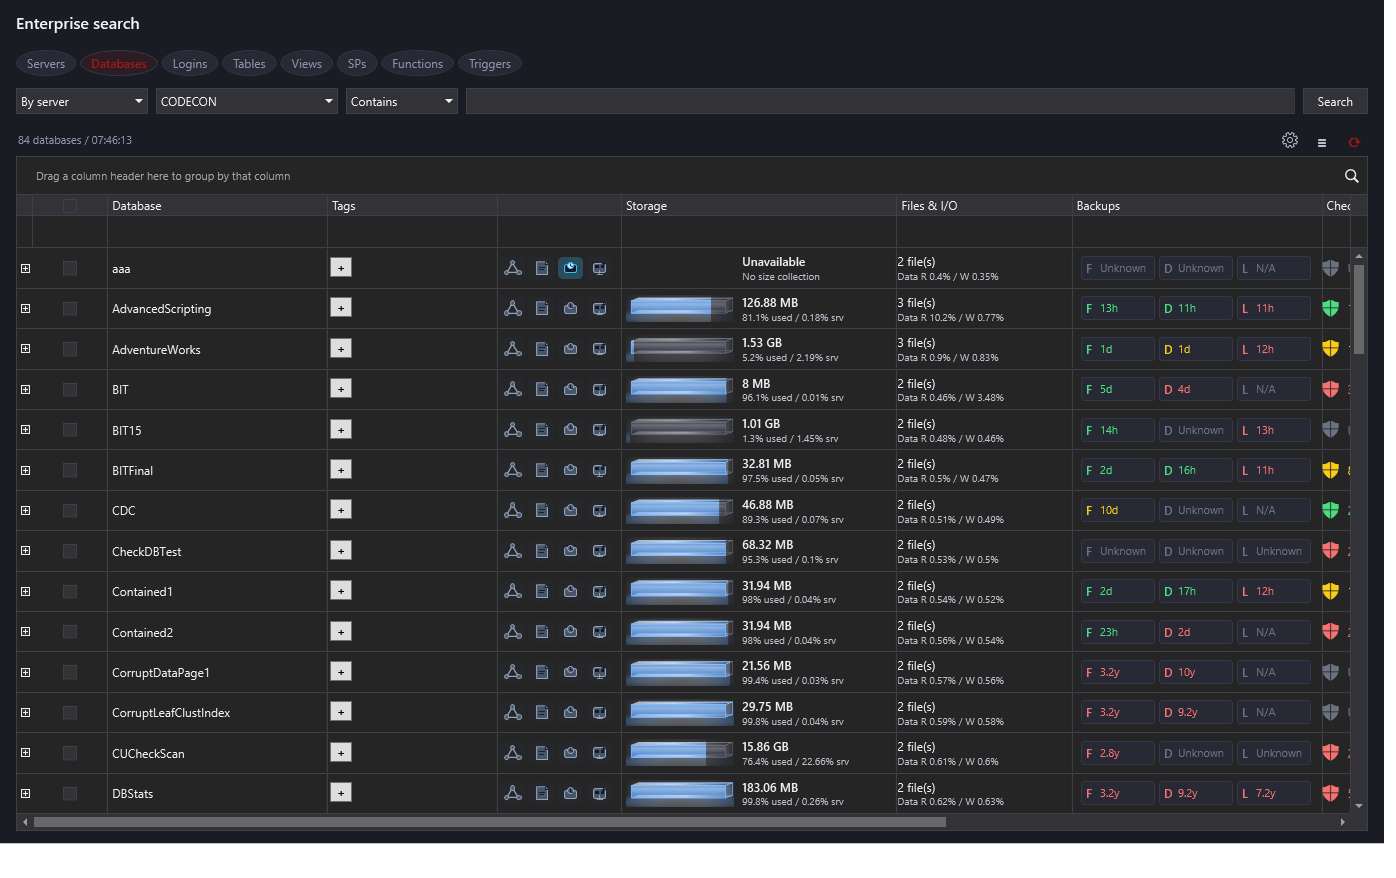 Enterprise search
Servers Databases Logins Tables Views SPs Functions Triggers
By server CODECON Contains Search
84 databases / 07:46:13
Drag a column header here to group by that column
Database Tags Storage Files & I/O Backups Chec
aaa + Unavailable No size collection 2 file(s) Data R 0.4% / W 0.35% F Unknown D Unknown L N/A
AdvancedScripting + 126.88 MB 81.1% used / 0.18% srv 3 file(s) Data R 10.2% / W 0.77% F 13h D 11h L 11h
AdventureWorks + 1.53 GB 5.2% used / 2.19% srv 3 file(s) Data R 0.9% / W 0.83% F 1d D 1d L 12h
BIT + 8 MB 96.1% used / 0.01% srv 2 file(s) Data R 0.46% / W 3.48% F 5d D 4d L N/A
BIT15 + 1.01 GB 1.3% used / 1.45% srv 2 file(s) Data R 0.48% / W 0.46% F 14h D Unknown L 13h
BITFinal + 32.81 MB 97.5% used / 0.05% srv 2 file(s) Data R 0.5% / W 0.47% F 2d D 16h L 11h
CDC + 46.88 MB 89.3% used / 0.07% srv 2 file(s) Data R 0.51% / W 0.49% F 10d D Unknown L N/A
CheckDBTest + 68.32 MB 95.3% used / 0.1% srv 2 file(s) Data R 0.53% / W 0.5% F Unknown D Unknown L Unknown
Contained1 + 31.94 MB 98% used / 0.04% srv 2 file(s) Data R 0.54% / W 0.52% F 2d D 17h L 12h
Contained2 + 31.94 MB 98% used / 0.04% srv 2 file(s) Data R 0.56% / W 0.54% F 23h D 2d L N/A
CorruptDataPage1 + 21.56 MB 99.4% used / 0.03% srv 2 file(s) Data R 0.57% / W 0.56% F 3.2y D 10y L N/A
CorruptLeafClustIndex + 29.75 MB 99.8% used / 0.04% srv 2 file(s) Data R 0.59% / W 0.58% F 3.2y D 9.2y L N/A
CUCheckScan + 15.86 GB 76.4% used / 22.66% srv 2 file(s) Data R 0.61% / W 0.6% F 2.8y D Unknown L Unknown
DBStats + 183.06 MB 99.8% used / 0.26% srv 2 file(s) Data R 0.62% / W 0.63% F 3.2y D 9.2y L 7.2y